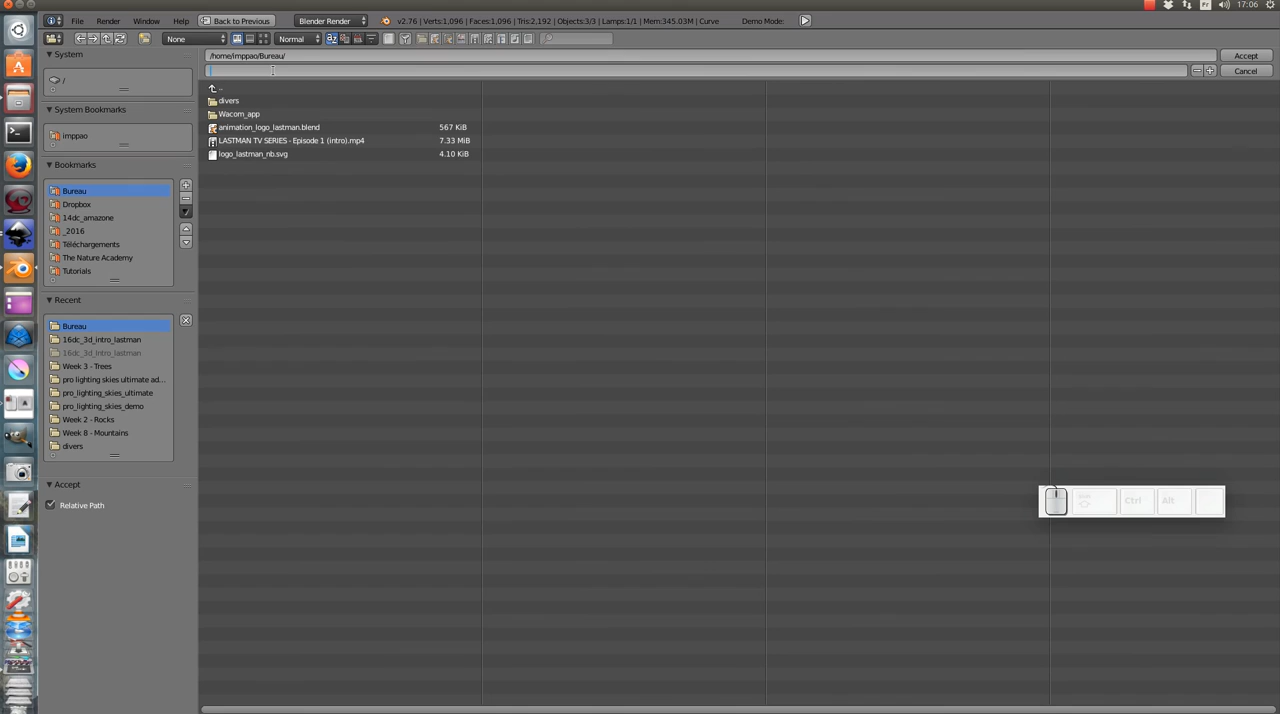 Fr 17:06
File Render Window Help Back to Previous Blender Render v2.76 | Verts:1,096 | Faces:1,096 | Tris:2,192 | Objects:3/3 | Lamps:1/1 | Mem:345.03M | Curve Demo Mode:
None Normal
System
/
System Bookmarks
imppao
Bookmarks
Bureau
Dropbox
14dc_amazone
_2016
Téléchargements
The Nature Academy
Tutorials
Recent
Bureau
16dc_3d_intro_lastman
16dc_3d_intro_lastman
Week 3 - Trees
pro lighting skies ultimate ad...
pro_lighting_skies_ultimate
pro_lighting_skies_demo
Week 2 - Rocks
Week 8 - Mountains
divers
Accept
Relative Path
/home/imppao/Bureau/ Accept
Cancel
..
divers
Wacom_app
animation_logo_lastman.blend 567 KiB
LASTMAN TV SERIES - Episode 1 (intro).mp4 7.33 MiB
logo_lastman_nb.svg 4.10 KiB
Ctrl Alt